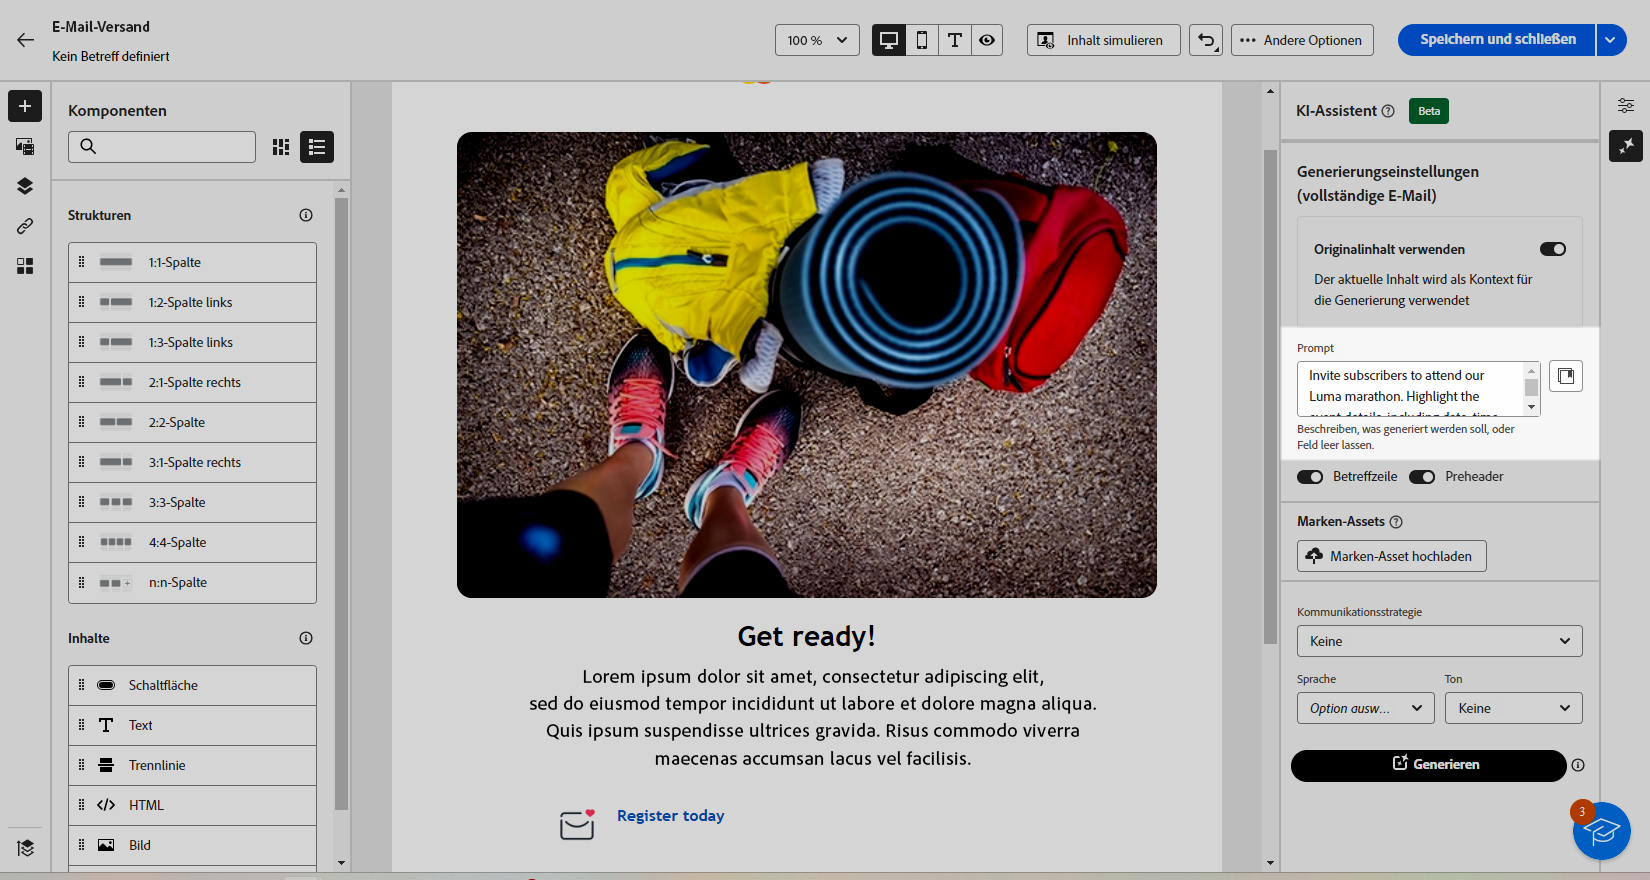 E-Mail-Versand
Kein Betreff definiert
100 %
Inhalt simulieren
Andere Optionen
Speichern und schließen
Komponenten
Strukturen
1:1-Spalte
1:2-Spalte links
1:3-Spalte links
2:1-Spalte rechts
2:2-Spalte
3:1-Spalte rechts
3:3-Spalte
4:4-Spalte
n:n-Spalte
Inhalte
Schaltfläche
Text
Trennlinie
HTML
Bild
Get ready!
Lorem ipsum dolor sit amet, consectetur adipiscing elit,
sed do eiusmod tempor incididunt ut labore et dolore magna aliqua.
Quis ipsum suspendisse ultrices gravida. Risus commodo viverra
maecenas accumsan lacus vel facilisis.
Register today
KI-Assistent
Beta
Generierungseinstellungen
(vollständige E-Mail)
Originalinhalt verwenden
Der aktuelle Inhalt wird als Kontext für
die Generierung verwendet
Prompt
Invite subscribers to attend our
Luma marathon. Highlight the
event details, including date, time,
Beschreiben, was generiert werden soll, oder
Feld leer lassen.
Betreffzeile
Preheader
Marken-Assets
Marken-Asset hochladen
Kommunikationsstrategie
Keine
Sprache
Ton
Option ausw...
Keine
Generieren
3